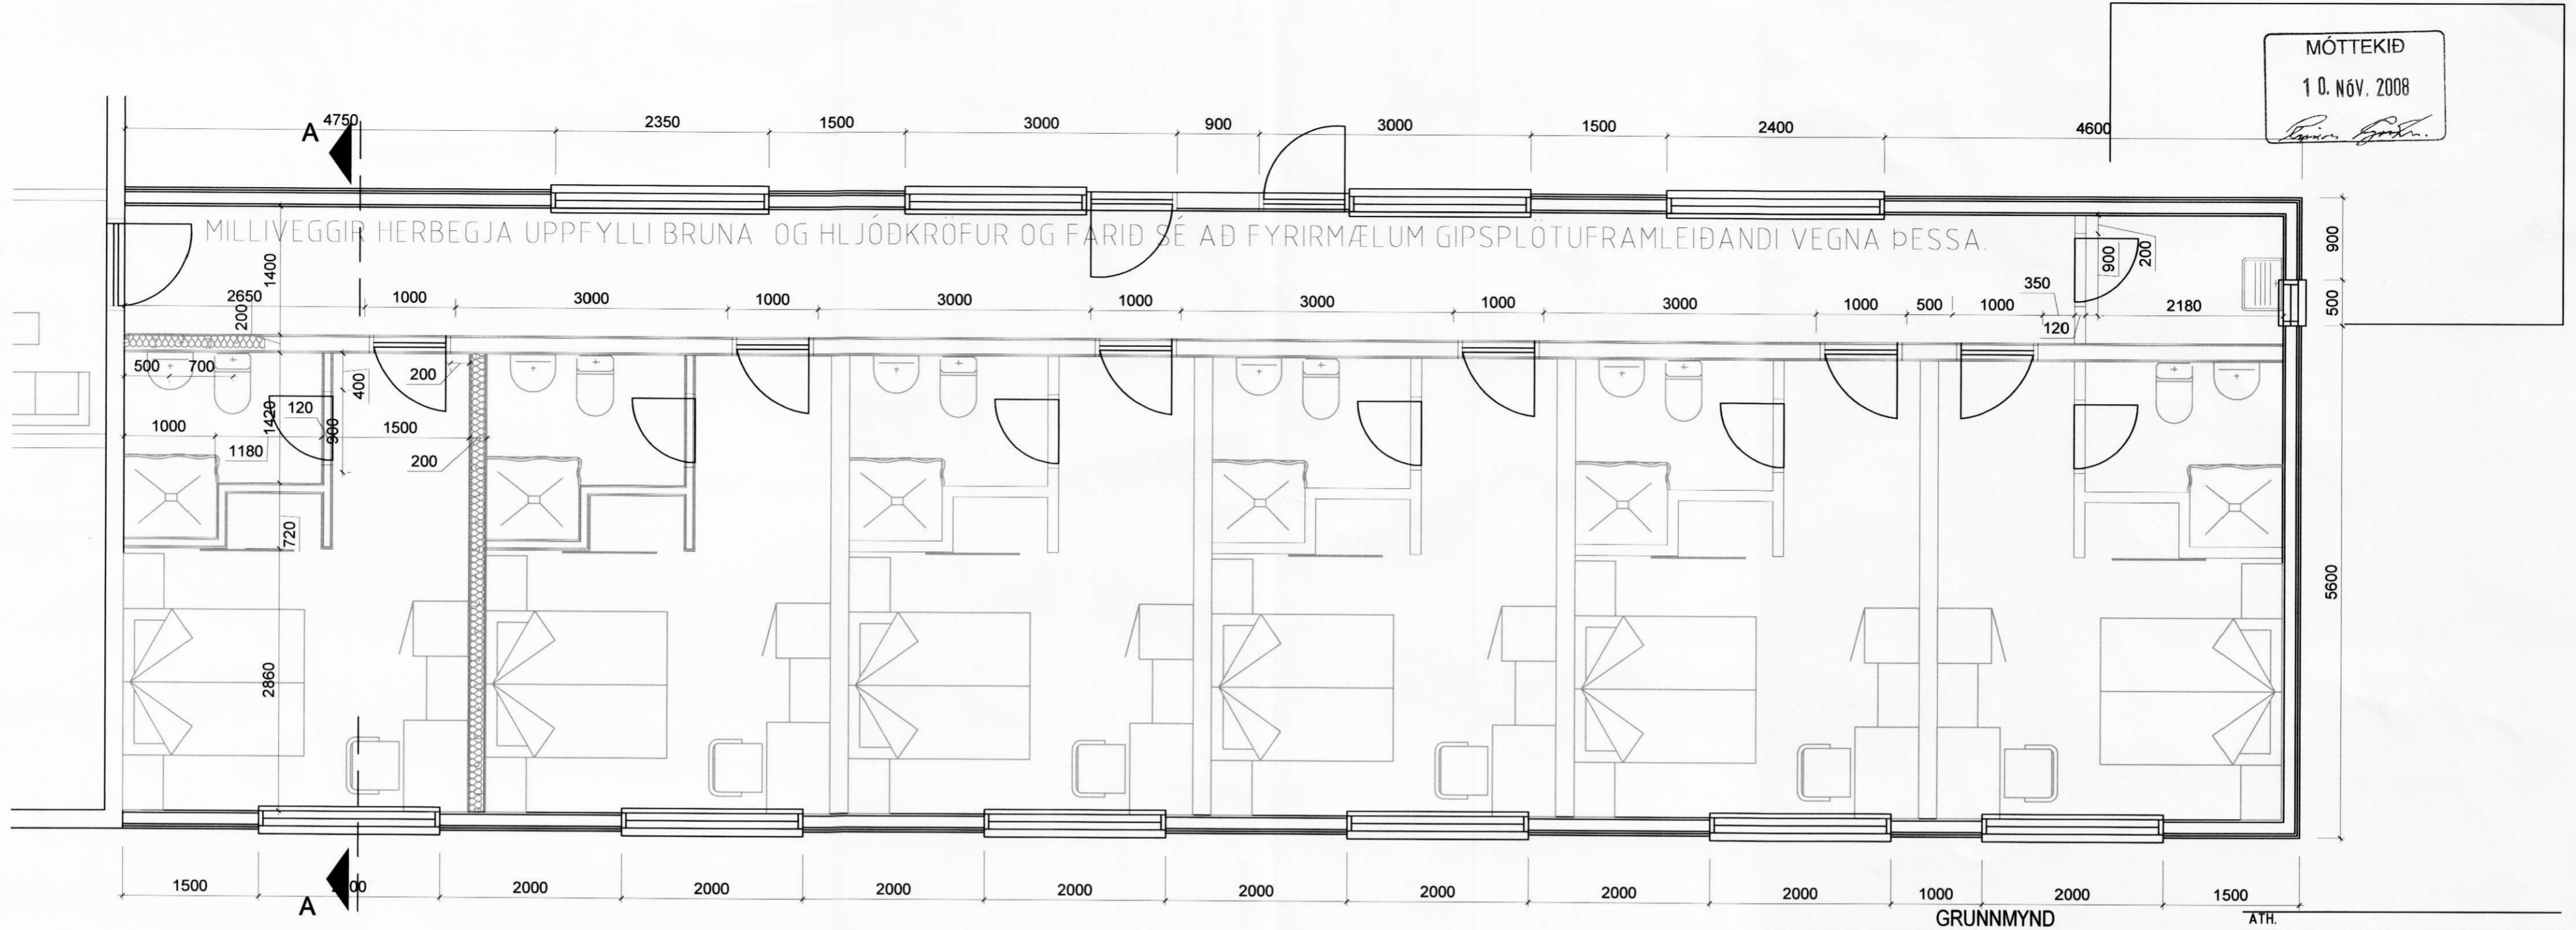 MÓTTEKIÐ
10. NÓV. 2008
A
4750 2350 1500 3000 900 3000 1500 2400 4600
MILLIVEGGIR HERBEGJA UPPFYLLI BRUNA OG HLJÓÐKRÖFUR OG FARIÐ SÉ AÐ FYRIRMÆLUM GIPSPLÖTUFRAMLEIÐANDI VEGNA ÞESSA.
1400 900 200 900
2650 1000 3000 1000 3000 1000 3000 1000 3000 1000 500 1000 350 2180 500
200 120
500 700 400 200
1420 120 900
1000 1180 1500 200
720
5600
2860
1500 2000 2000 2000 2000 2000 2000 2000 2000 1000 2000 1500
A
GRUNNMYND
ATH.